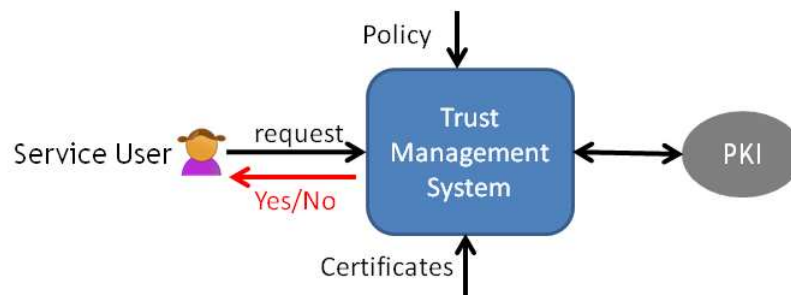 Policy
Trust
Management
System
request
Service User
Yes/No
PKI
Certificates